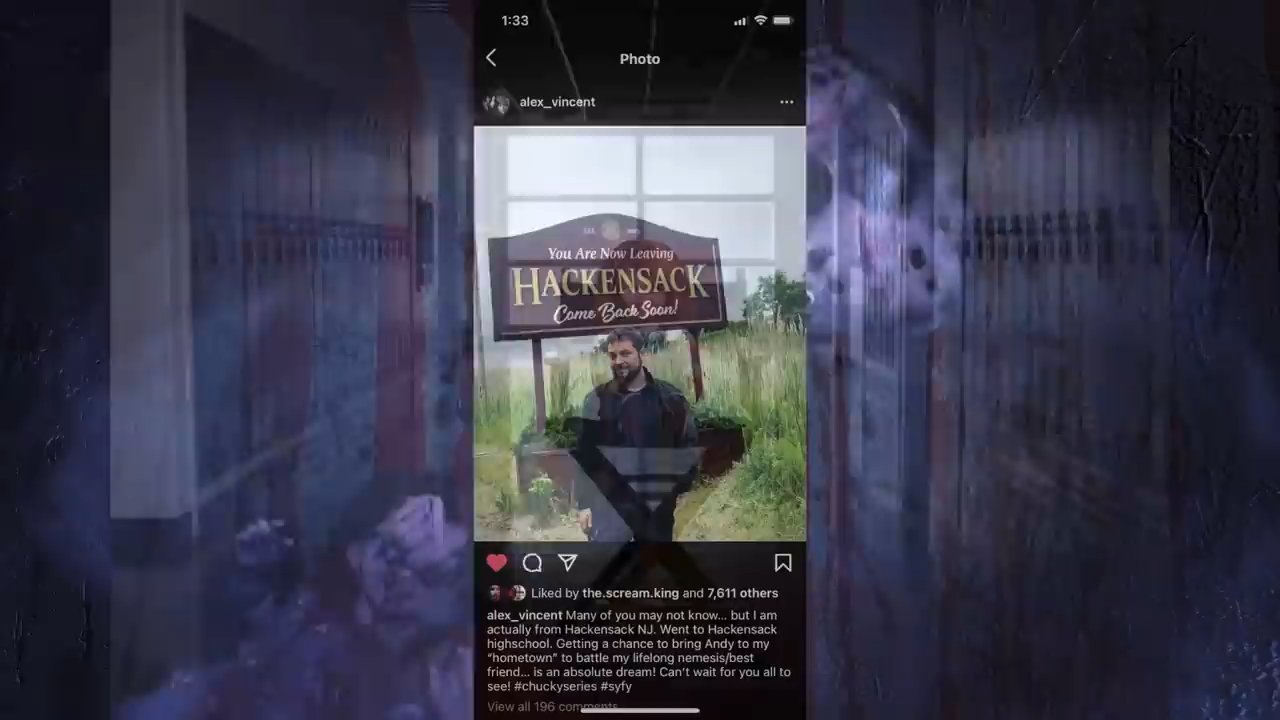 1:33
Photo
alex_vincent
You Are Now Leaving
HACKENSACK
Come Back Soon!
Liked by the.scream.king and 7,611 others
alex_vincent Many of you may not know... but I am
actually from Hackensack NJ. Went to Hackensack
highschool. Getting a chance to bring Andy to my
“hometown” to battle my lifelong nemesis/best
friend... is an absolute dream! Can’t wait for you all to
see! #chuckyseries #syfy
View all 196 comments